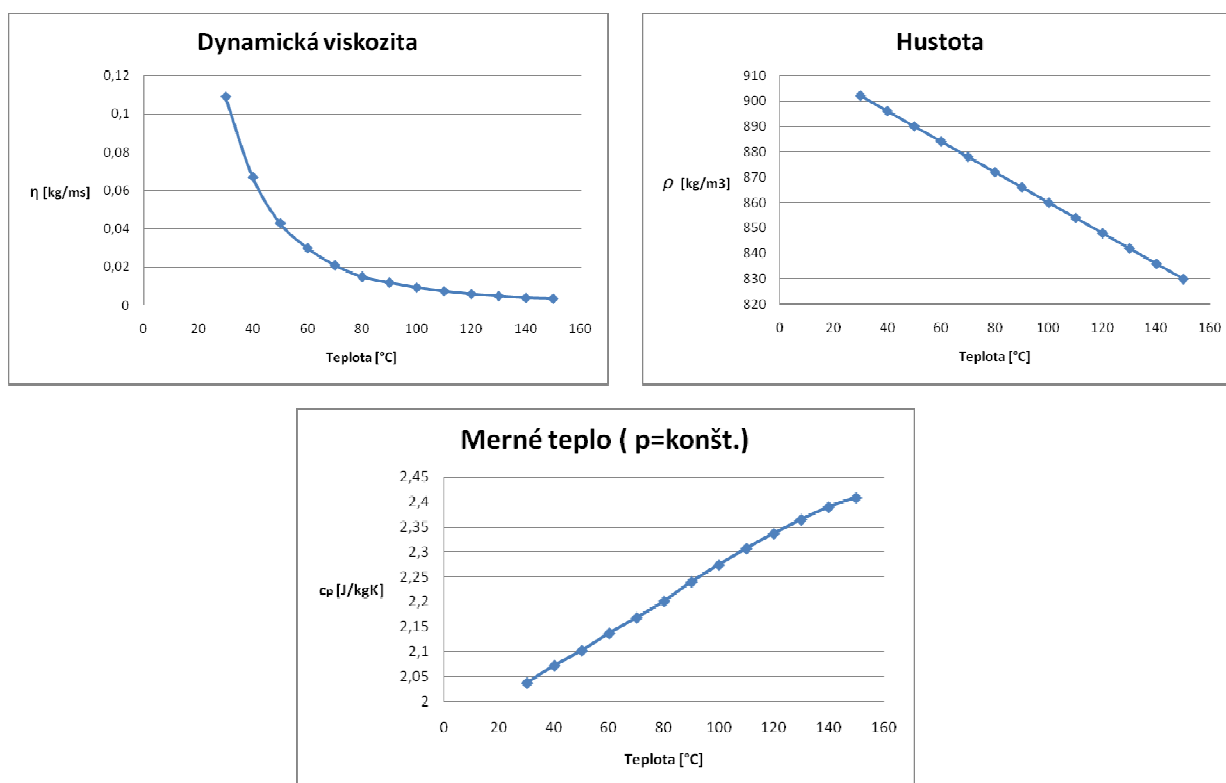 Dynamická viskozita
0,12
0,1
0,08
0,06
0,04
0,02
0
η [kg/ms]
0 20 40 60 80 100 120 140 160
Teplota [°C]
Hustota
910
900
890
880
870
860
850
840
830
820
ρ [kg/m3]
0 20 40 60 80 100 120 140 160
Teplota [°C]
Merné teplo ( p=konšt.)
2,45
2,4
2,35
2,3
2,25
2,2
2,15
2,1
2,05
2
cₚ [J/kgK]
0 20 40 60 80 100 120 140 160
Teplota [°C]